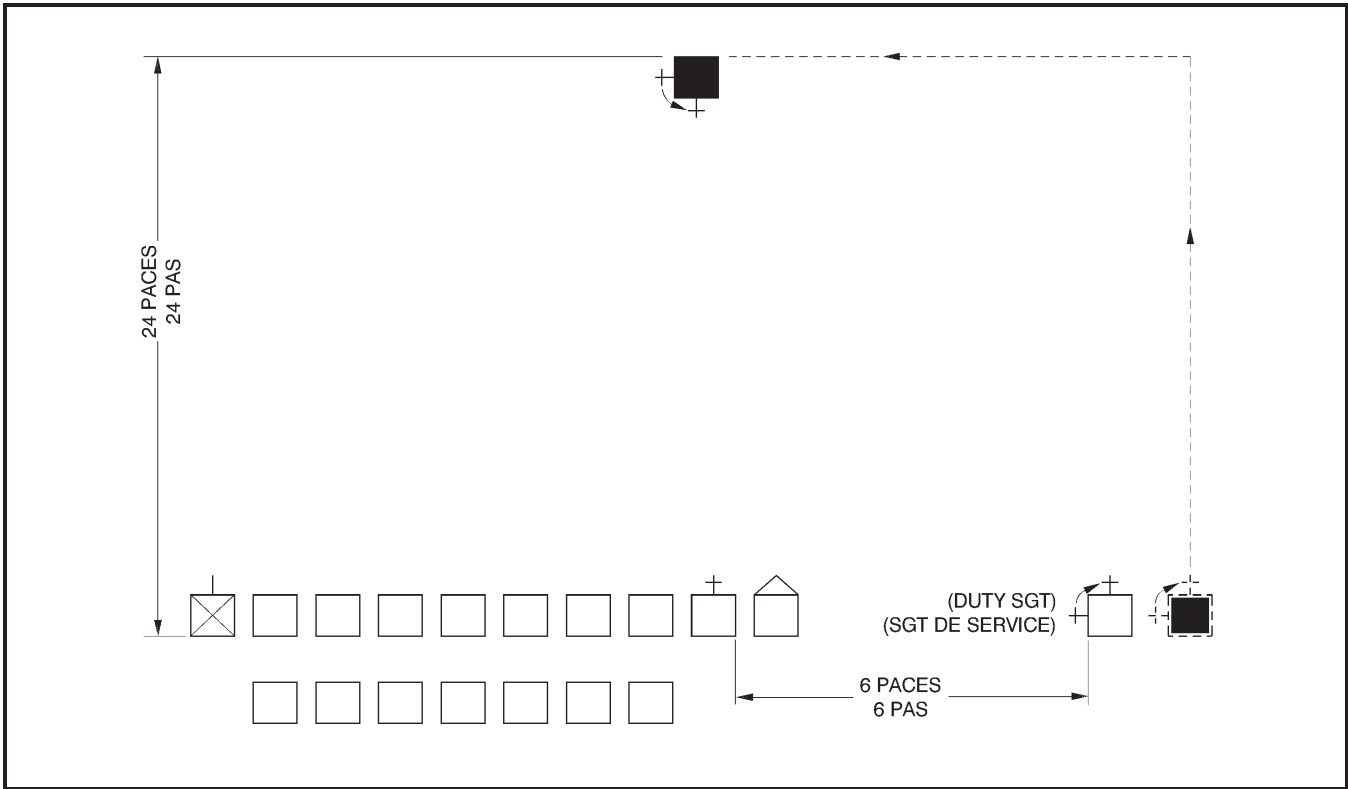 24 PACES
24 PAS
(DUTY SGT)
(SGT DE SERVICE)
6 PACES
6 PAS